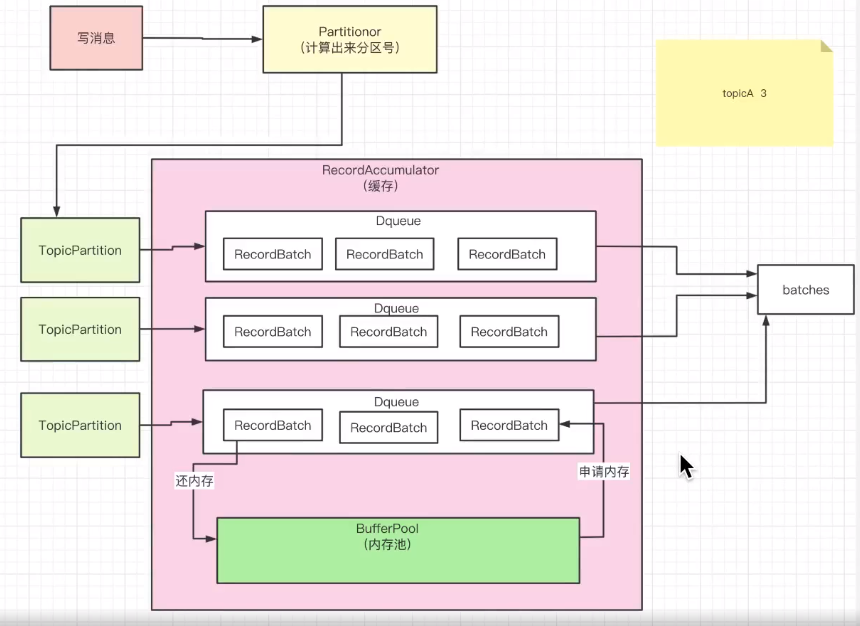 写消息
Partitionor
（计算出来分区号）
topicA 3
RecordAccumulator
（缓存）
TopicPartition
Dqueue
RecordBatch
RecordBatch
RecordBatch
batches
TopicPartition
Dqueue
RecordBatch
RecordBatch
RecordBatch
TopicPartition
Dqueue
RecordBatch
RecordBatch
RecordBatch
还内存
申请内存
BufferPool
（内存池）